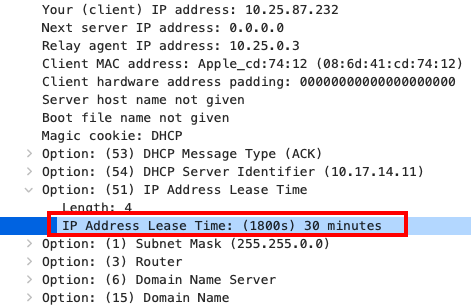 Your (client) IP address: 10.25.87.232
Next server IP address: 0.0.0.0
Relay agent IP address: 10.25.0.3
Client MAC address: Apple_cd:74:12 (08:6d:41:cd:74:12)
Client hardware address padding: 00000000000000000000
Server host name not given
Boot file name not given
Magic cookie: DHCP
Option: (53) DHCP Message Type (ACK)
Option: (54) DHCP Server Identifier (10.17.14.11)
Option: (51) IP Address Lease Time
Length: 4
IP Address Lease Time: (1800s) 30 minutes
Option: (1) Subnet Mask (255.255.0.0)
Option: (3) Router
Option: (6) Domain Name Server
Option: (15) Domain Name